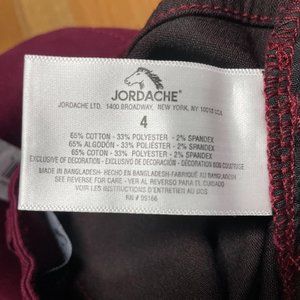 JORDACHE
JORDACHE LTD. 1400 BROADWAY, NEW YORK, NY 10018 USA
4
65% COTTON - 33% POLYESTER - 2% SPANDEX
65% ALGODÓN - 33% POLIESTER - 2% SPANDEX
65% COTON - 33% POLYESTER - 2% SPANDEX
EXCLUSIVE OF DECORATION - EXCLUSIVO DE DECORACIÓN - DÉCORATION NON COMPRISE
MADE IN BANGLADESH- HECHO EN BANGLADESH-FABRIQUÉ AU BANGLADESH
SEE REVERSE FOR CARE - VER AL REVERSO PARA EL CUIDADO
VOIR LES INSTRUCTIONS D'ENTRETIEN AU DOS
RN # 99166